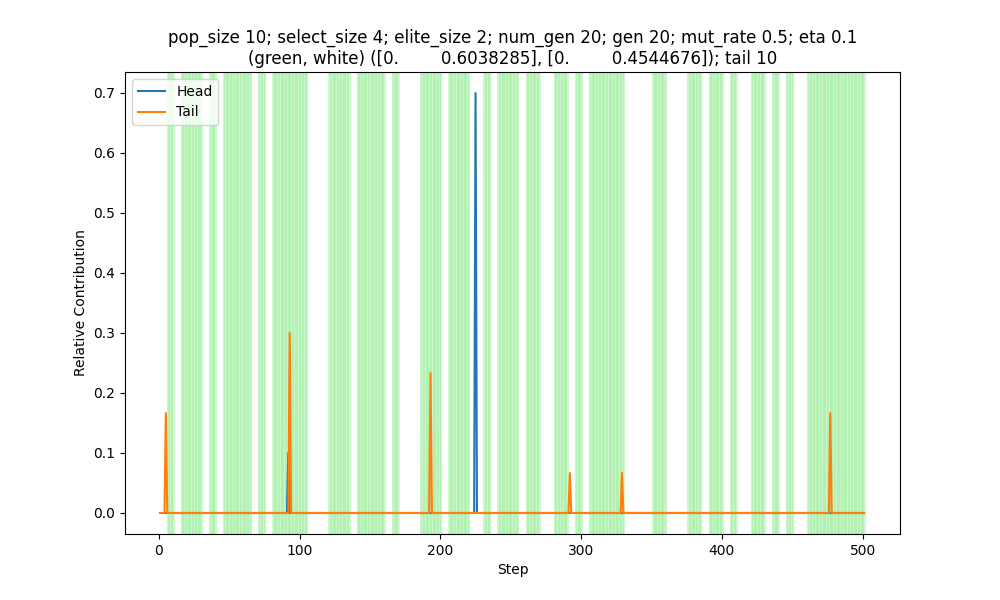 pop_size 10; select_size 4; elite_size 2; num_gen 20; gen 20; mut_rate 0.5; eta 0.1
(green, white) ([0. 0.6038285], [0. 0.4544676]); tail 10
Head
Tail
0.7
0.6
0.5
0.4
0.3
0.2
0.1
0.0
Relative Contribution
0 100 200 300 400 500
Step